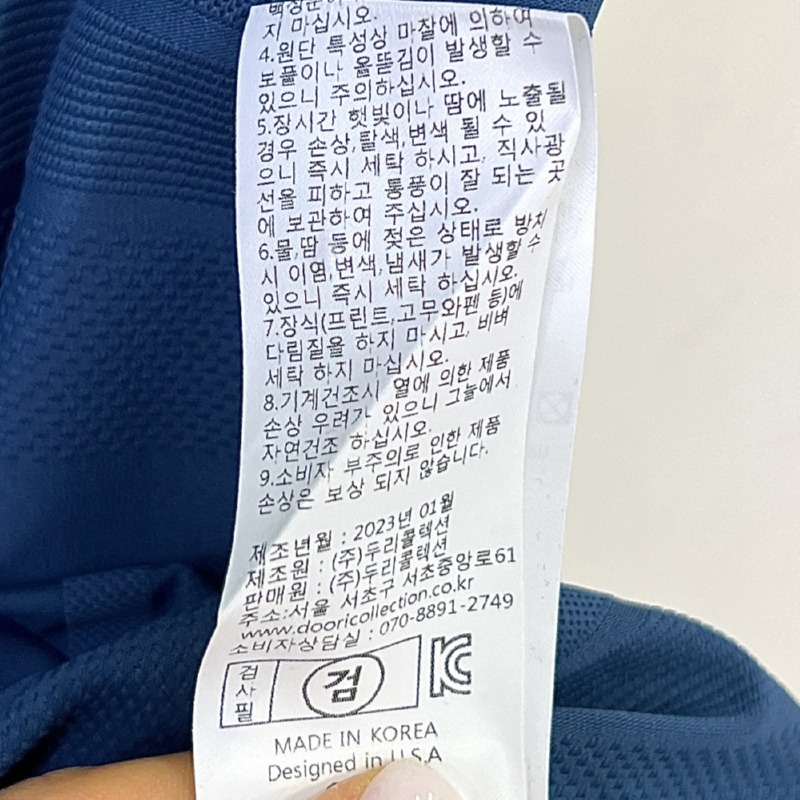 지 마십시오.
4.원단 특성상 마찰에 의하여
보풀이나 올뜯김이 발생할 수
있으니 주의하십시오.
5.장시간 햇빛이나 땀에 노출될
경우 손상,탈색,변색 될 수 있
으니 즉시 세탁 하시고, 직사광
선을 피하고 통풍이 잘 되는 곳
에 보관하여 주십시오.
6.물,땀 등에 젖은 상태로 방치
시 이염,변색,냄새가 발생할 수
있으니 즉시 세탁 하십시오.
7.장식(프린트,고무와펜 등)에
다림질을 하지 마시고, 비벼
세탁 하지 마십시오.
8.기계건조시 열에 의한 제품
손상 우려가 있으니 그늘에서
자연건조 하십시오.
9.소비자 부주의로 인한 제품
손상은 보상 되지 않습니다.
제조년월 : 2023년 01월
제조원 : (주)두리콜텍션
판매원 : (주)두리콜텍션
주소:서울 서초구 서초중앙로61
www.dooricollection.co.kr
소비자상담실 : 070-8891-2749
검사필
검
KC
MADE IN KOREA
Designed in U.S.A